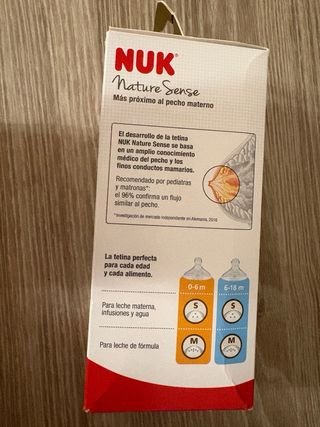 NUK®
Nature Sense
Más próximo al pecho materno
El desarrollo de la tetina
NUK Nature Sense se basa
en un amplio conocimiento
médico del pecho y los
finos conductos mamarios.
Recomendado por pediatras
y matronas*:
el 96% confirma un flujo
similar al pecho.
*Investigación de mercado independiente en Alemania, 2016
La tetina perfecta
para cada edad
y cada alimento.
0-6 m
6-18 m
Para leche materna,
infusiones y agua
S
S
Para leche de fórmula
M
M